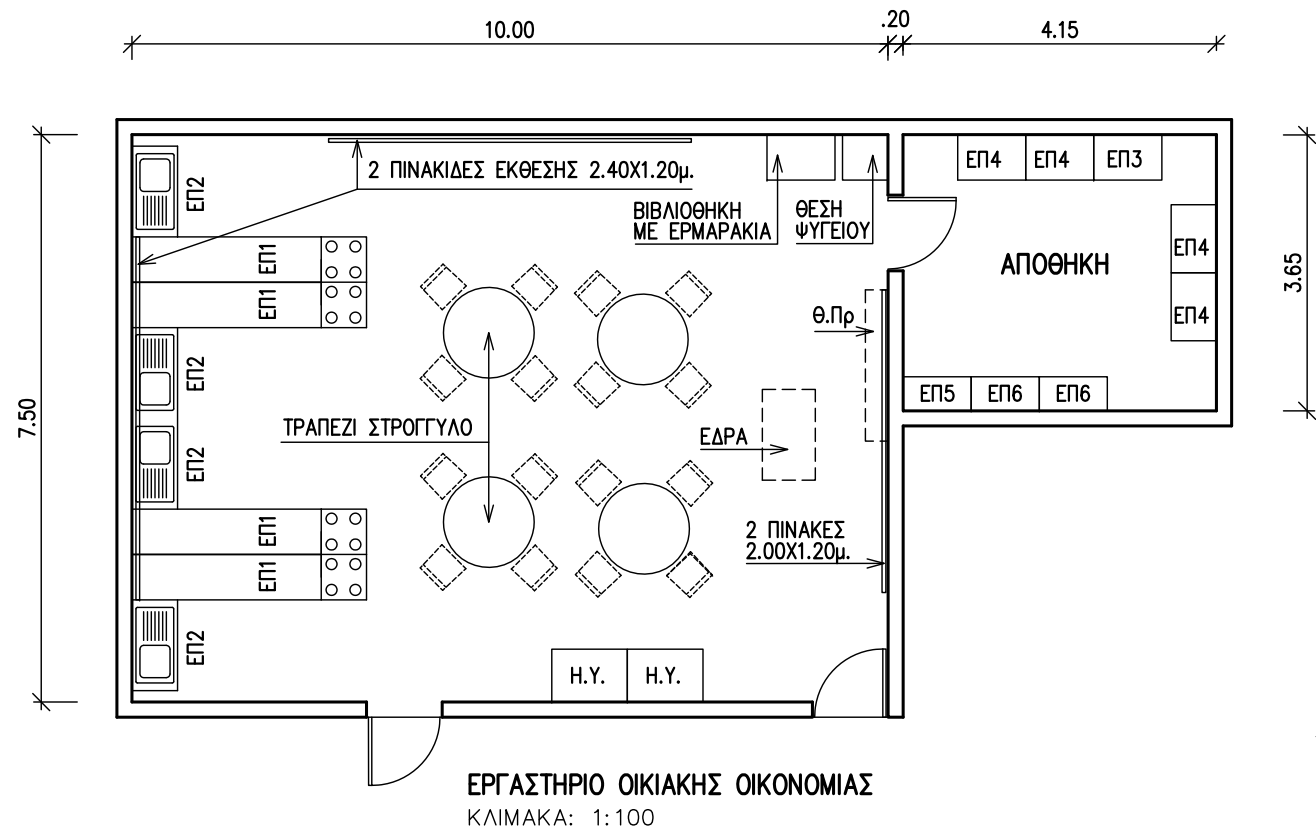 10.00
.20
4.15
2 ΠΙΝΑΚΙΔΕΣ ΕΚΘΕΣΗΣ 2.40Χ1.20μ.
ΕΠ2
ΕΠ4
ΕΠ4
ΕΠ3
ΒΙΒΛΙΟΘΗΚΗ
ΜΕ ΕΡΜΑΡΑΚΙΑ
ΘΕΣΗ
ΨΥΓΕΙΟΥ
ΕΠ1
ΕΠ1
ΑΠΟΘΗΚΗ
ΕΠ4
ΕΠ4
3.65
Θ.Πρ
ΕΠ2
ΕΠ5
ΕΠ6
ΕΠ6
7.50
ΤΡΑΠΕΖΙ ΣΤΡΟΓΓΥΛΟ
ΕΔΡΑ
ΕΠ2
ΕΠ1
ΕΠ1
2 ΠΙΝΑΚΕΣ
2.00Χ1.20μ.
ΕΠ2
Η.Υ.
Η.Υ.
ΕΡΓΑΣΤΗΡΙΟ ΟΙΚΙΑΚΗΣ ΟΙΚΟΝΟΜΙΑΣ
ΚΛΙΜΑΚΑ: 1:100